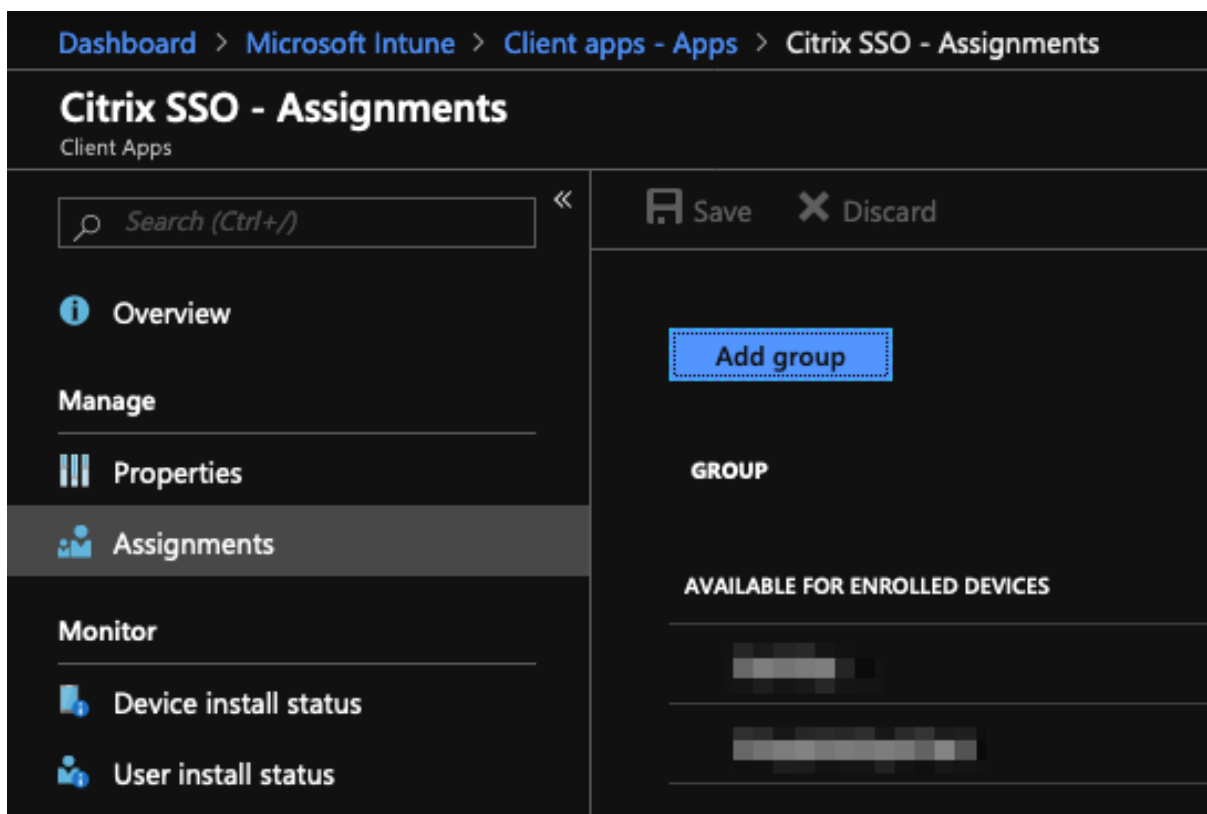 Dashboard > Microsoft Intune > Client apps - Apps > Citrix SSO - Assignments
Citrix SSO - Assignments
Client Apps
Search (Ctrl+/)
«
Overview
Manage
Properties
Assignments
Monitor
Device install status
User install status
Save
Discard
Add group
GROUP
AVAILABLE FOR ENROLLED DEVICES